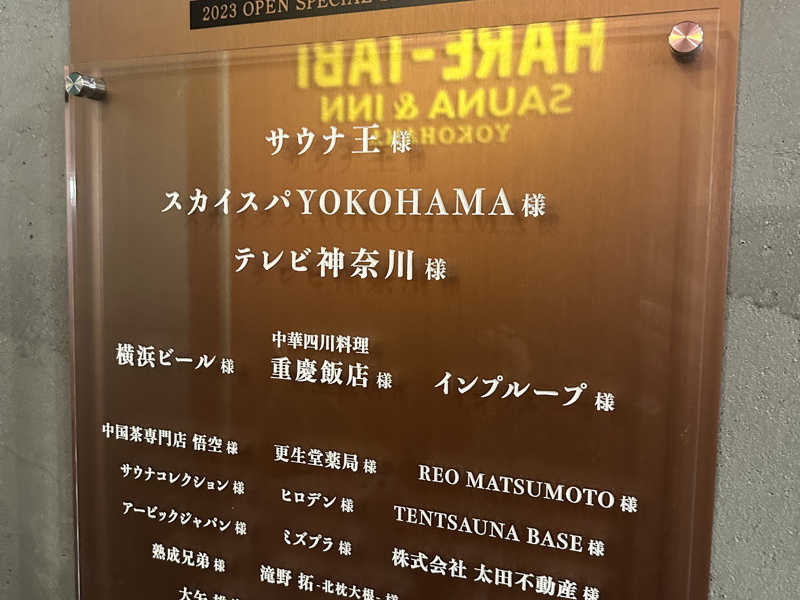 2023 OPEN SPECIAL
HARE-TABI
SAUNA & INN
YOKOHAMA
サウナ王 様
スカイスパYOKOHAMA 様
テレビ神奈川 様
横浜ビール 様
中華四川料理
重慶飯店 様
インプループ 様
中国茶専門店 悟空 様
更生堂薬局 様
REO MATSUMOTO 様
サウナコレクション 様
ヒロデン 様
TENTSAUNA BASE 様
アービックジャパン 様
ミズプラ 様
株式会社 太田不動産 様
熟成兄弟 様
滝野 拓 -北枕大根- 様